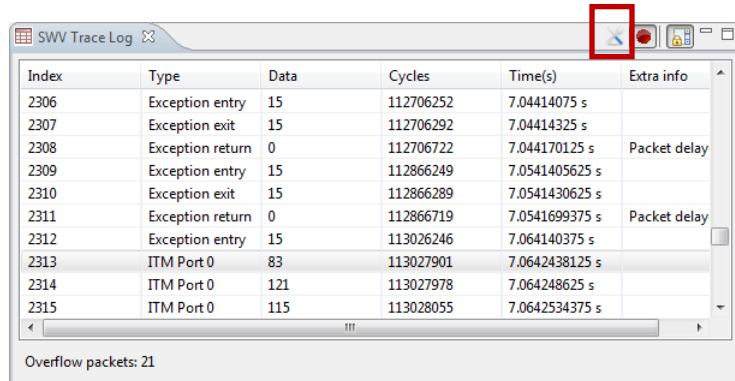 SWV Trace Log
Index Type Data Cycles Time(s) Extra info
2306 Exception entry 15 112706252 7.04414075 s
2307 Exception exit 15 112706292 7.04414325 s
2308 Exception return 0 112706722 7.044170125 s Packet delay
2309 Exception entry 15 112866249 7.0541405625 s
2310 Exception exit 15 112866289 7.0541430625 s
2311 Exception return 0 112866719 7.0541699375 s Packet delay
2312 Exception entry 15 113026246 7.064140375 s
2313 ITM Port 0 83 113027901 7.0642438125 s
2314 ITM Port 0 121 113027978 7.064248625 s
2315 ITM Port 0 115 113028055 7.0642534375 s
Overflow packets: 21